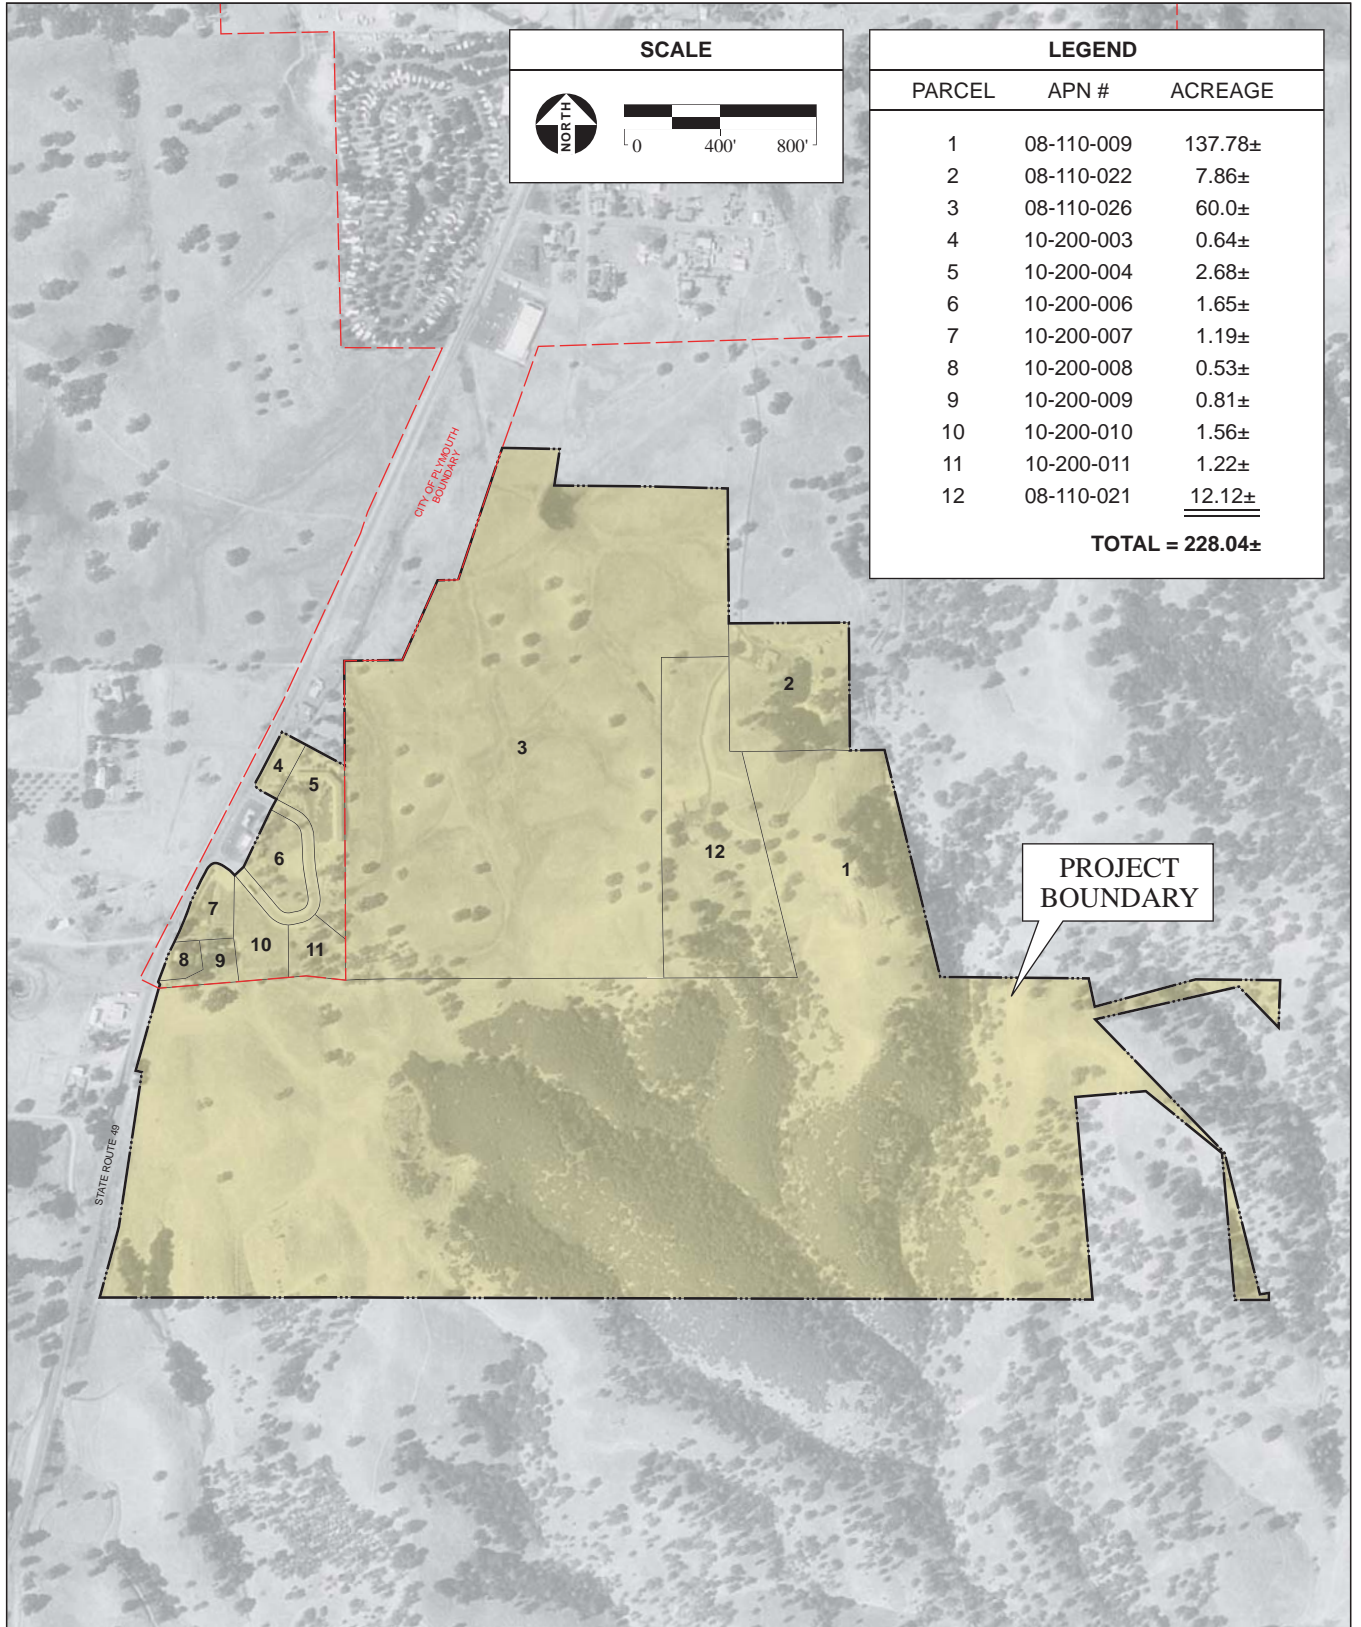 SCALE
NORTH
0 400' 800'
LEGEND
PARCEL APN # ACREAGE
1 08-110-009 137.78±
2 08-110-022 7.86±
3 08-110-026 60.0±
4 10-200-003 0.64±
5 10-200-004 2.68±
6 10-200-006 1.65±
7 10-200-007 1.19±
8 10-200-008 0.53±
9 10-200-009 0.81±
10 10-200-010 1.56±
11 10-200-011 1.22±
12 08-110-021 12.12±
TOTAL = 228.04±
CITY OF PLYMOUTH
BOUNDARY
2
3
4
5
12
6
1
PROJECT
BOUNDARY
7
10
11
8
9
STATE ROUTE 49